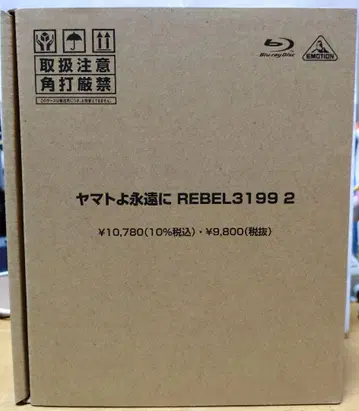 取扱注意
角打厳禁
Blu-ray Disc
EMOTION
ヤマトよ永遠に REBEL3199 2
¥10,780(10%税込)・¥9,800(税抜)